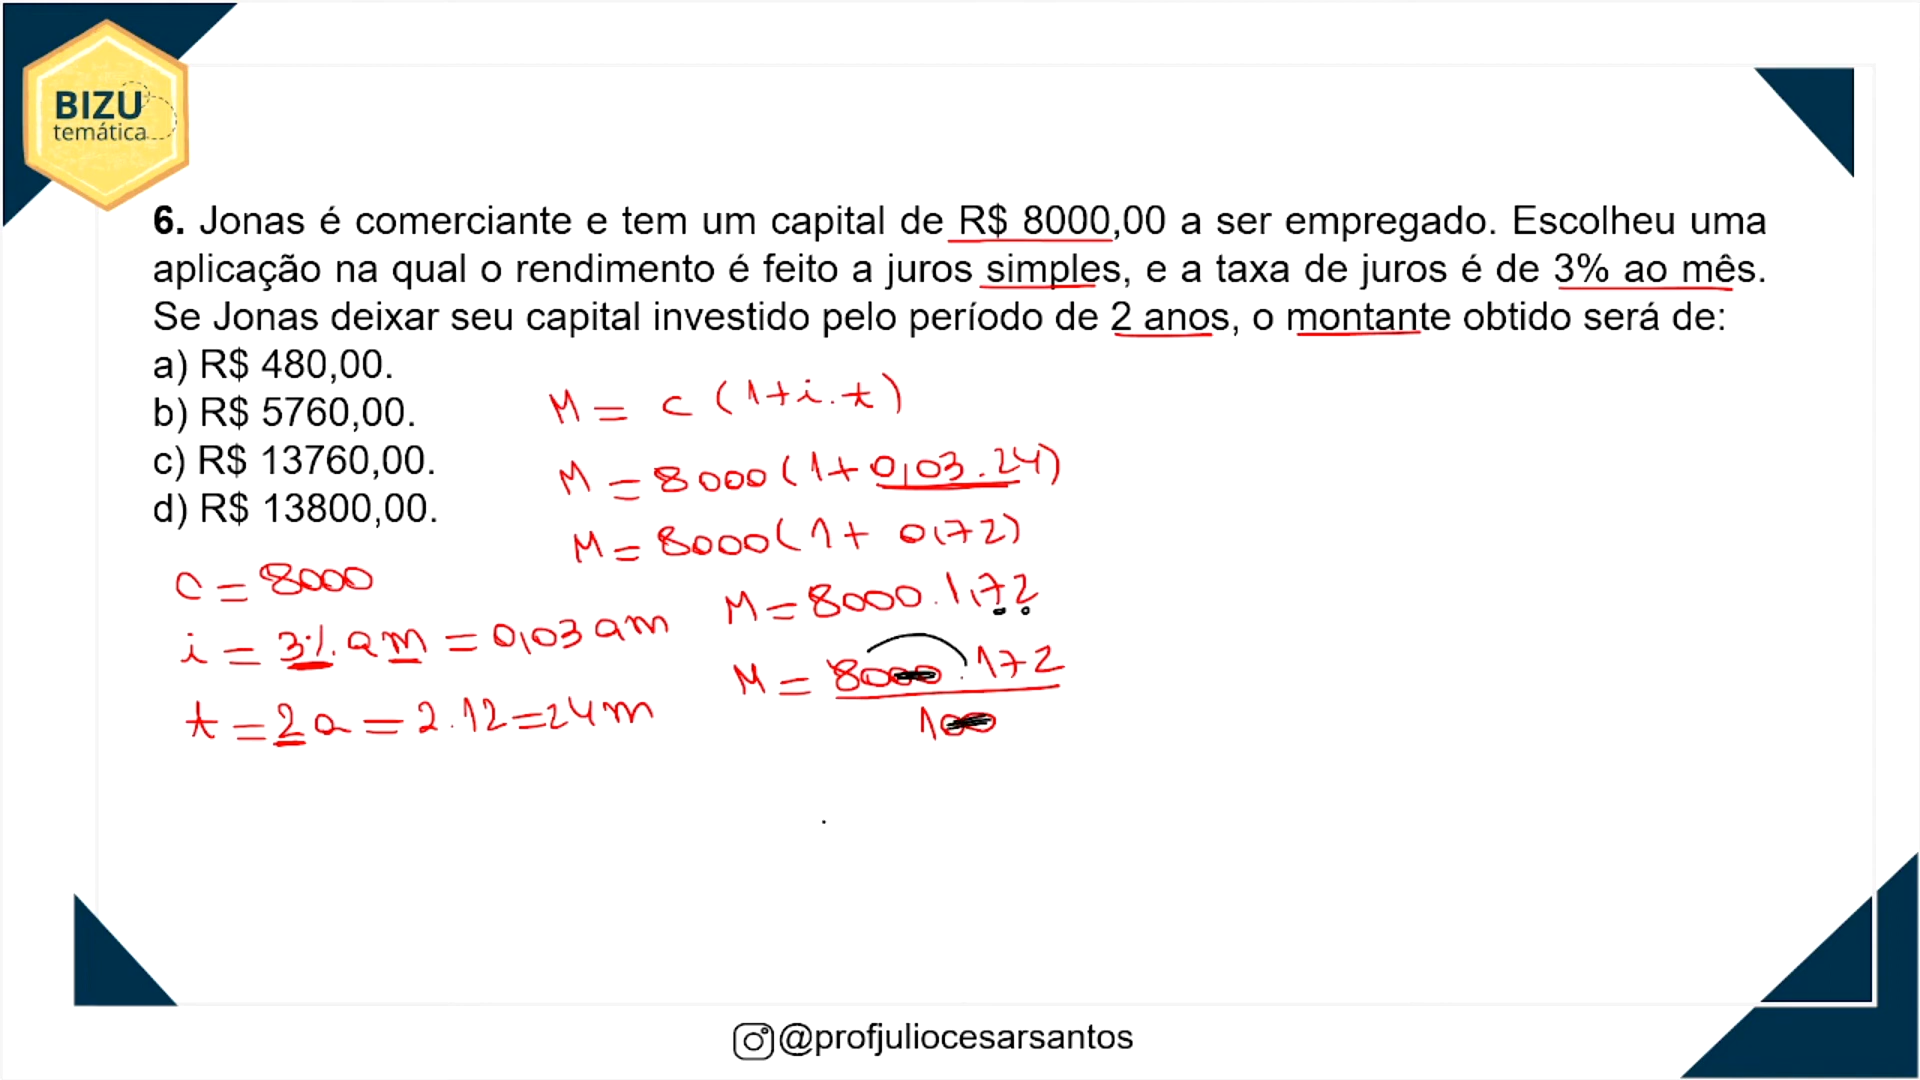 BIZU
temática
6. Jonas é comerciante e tem um capital de R$ 8000,00 a ser empregado. Escolheu uma
aplicação na qual o rendimento é feito a juros simples, e a taxa de juros é de 3% ao mês.
Se Jonas deixar seu capital investido pelo período de 2 anos, o montante obtido será de:
a) R$ 480,00.
b) R$ 5760,00.
c) R$ 13760,00.
d) R$ 13800,00.
M = c (1+i.t)
M = 8000 (1+0,03.24)
M = 8000(1+ 0,72)
c = 8000
i = 3%.am = 0,03 am
t = 2a = 2.12=24m
M = 8000.1,72
M = 8000.172
100
@profjuliocesarsantos